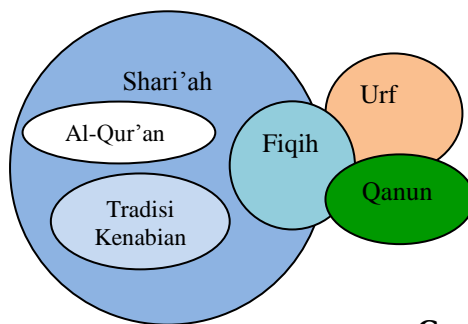 Shari'ah
Urf
Al-Qur'an
Fiqih
Qanun
Tradisi
Kenabian